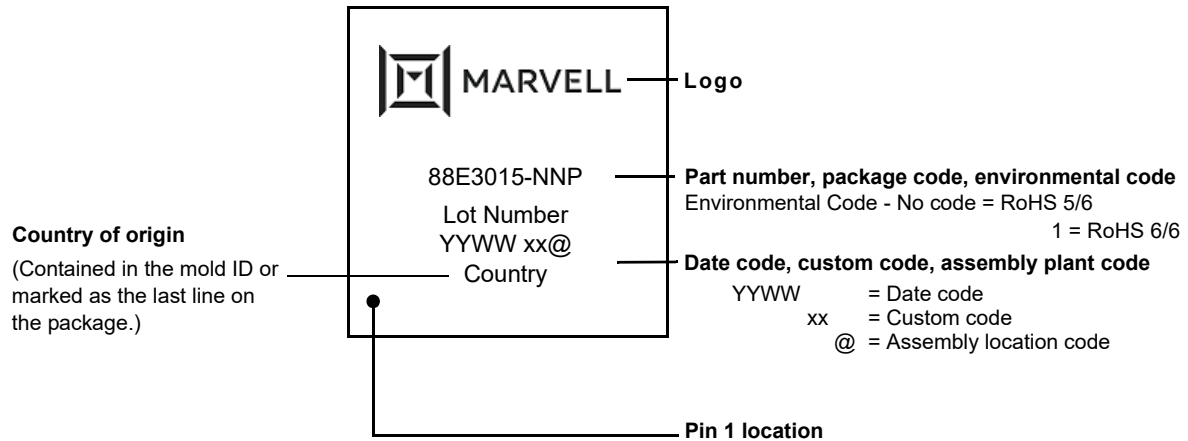 MARVELL
Logo
88E3015-NNP
Part number, package code, environmental code
Environmental Code - No code = RoHS 5/6
1 = RoHS 6/6
Lot Number
YYWW xx@
Country
Country of origin
(Contained in the mold ID or
marked as the last line on
the package.)
Date code, custom code, assembly plant code
YYWW = Date code
xx = Custom code
@ = Assembly location code
Pin 1 location